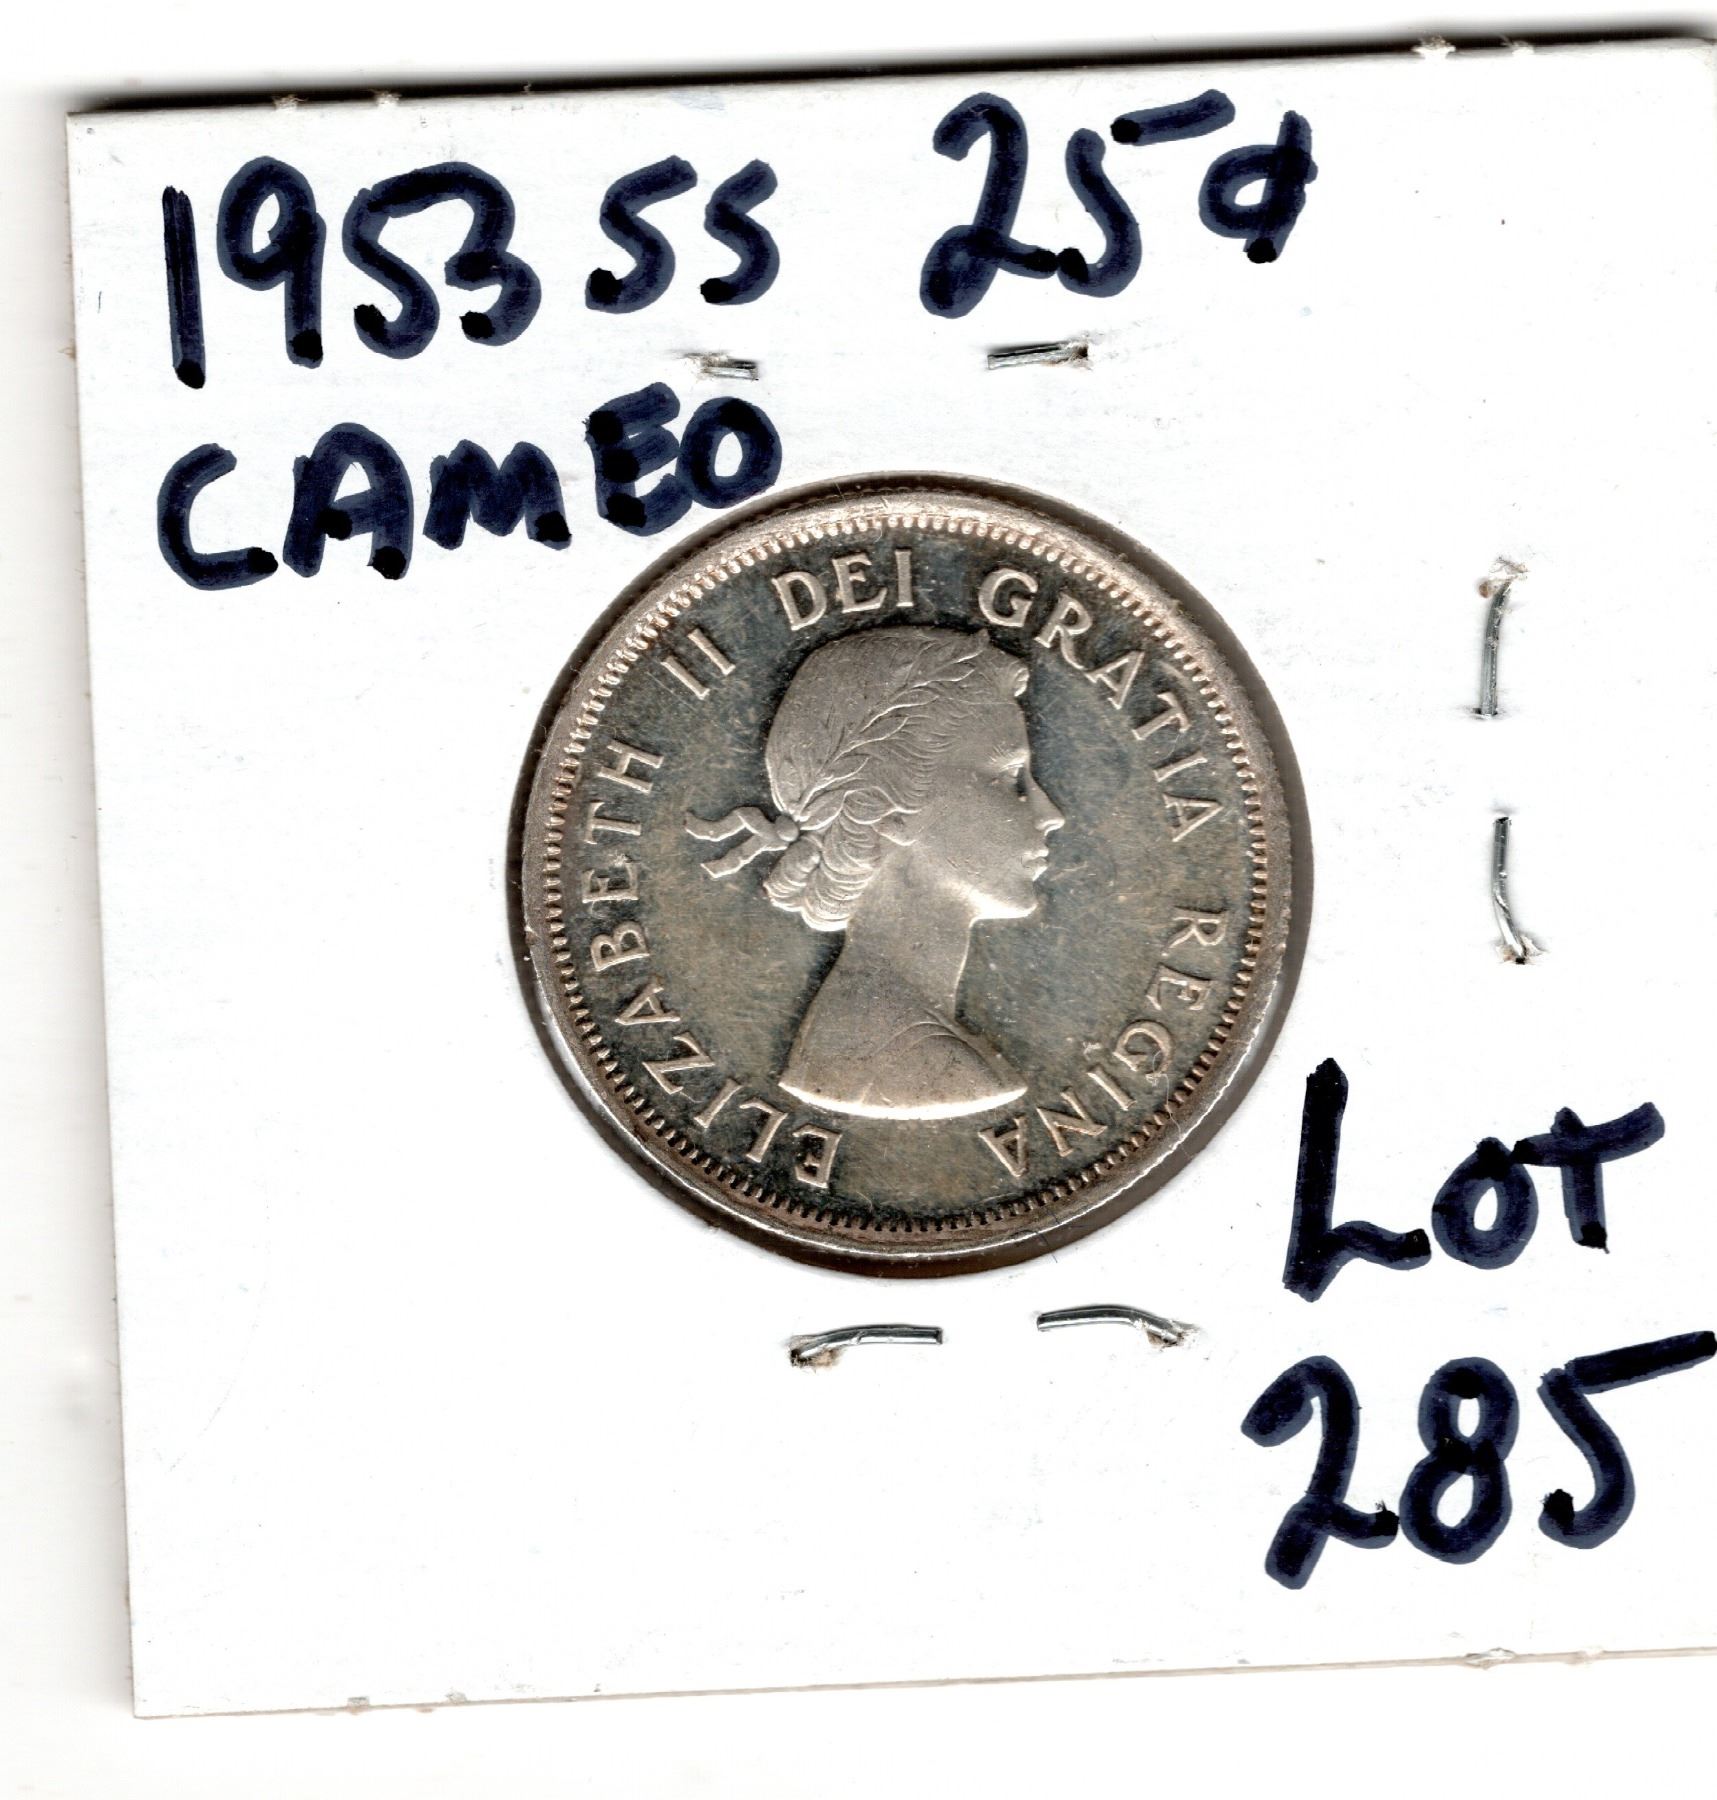 1953 SS 25¢
CAMEO
ELIZABETH II DEI GRATIA REGINA
LOT
285